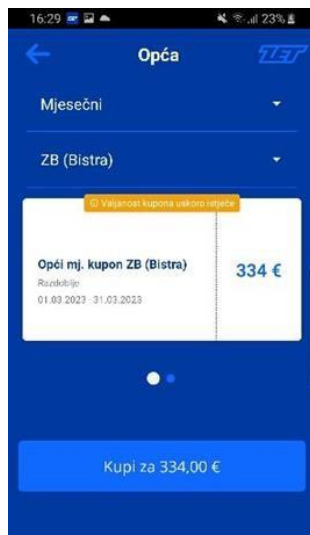 16:29
23%
Opća
ZET
Mjesečni
ZB (Bistra)
Valjanost kupona uskoro istječe
Opći mj. kupon ZB (Bistra)
334 €
Razdoblje
01.03.2023 - 31.03.2023
Kupi za 334,00 €